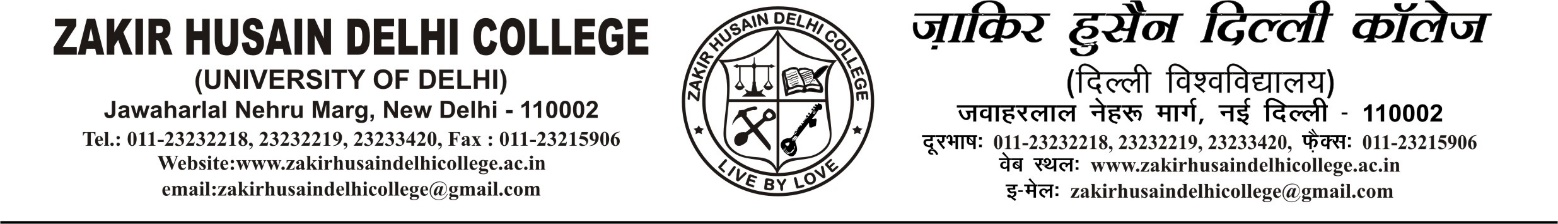 ZAKIR HUSAIN DELHI COLLEGE
(UNIVERSITY OF DELHI)
Jawaharlal Nehru Marg, New Delhi - 110002
Tel.: 011-23232218, 23232219, 23233420, Fax : 011-23215906
Website:www.zakirhusaindelhicollege.ac.in
email:zakirhusaindelhicollege@gmail.com
ZAKIR HUSAIN DELHI COLLEGE
LIVE BY LOVE
ज़ाकिर हुसैन दिल्ली कॉलेज
(दिल्ली विश्वविद्यालय)
जवाहरलाल नेहरू मार्ग, नई दिल्ली - 110002
दूरभाषः 011-23232218, 23232219, 23233420, फ़ैक्सः 011-23215906
वेब स्थलः www.zakirhusaindelhicollege.ac.in
इ-मेलः zakirhusaindelhicollege@gmail.com